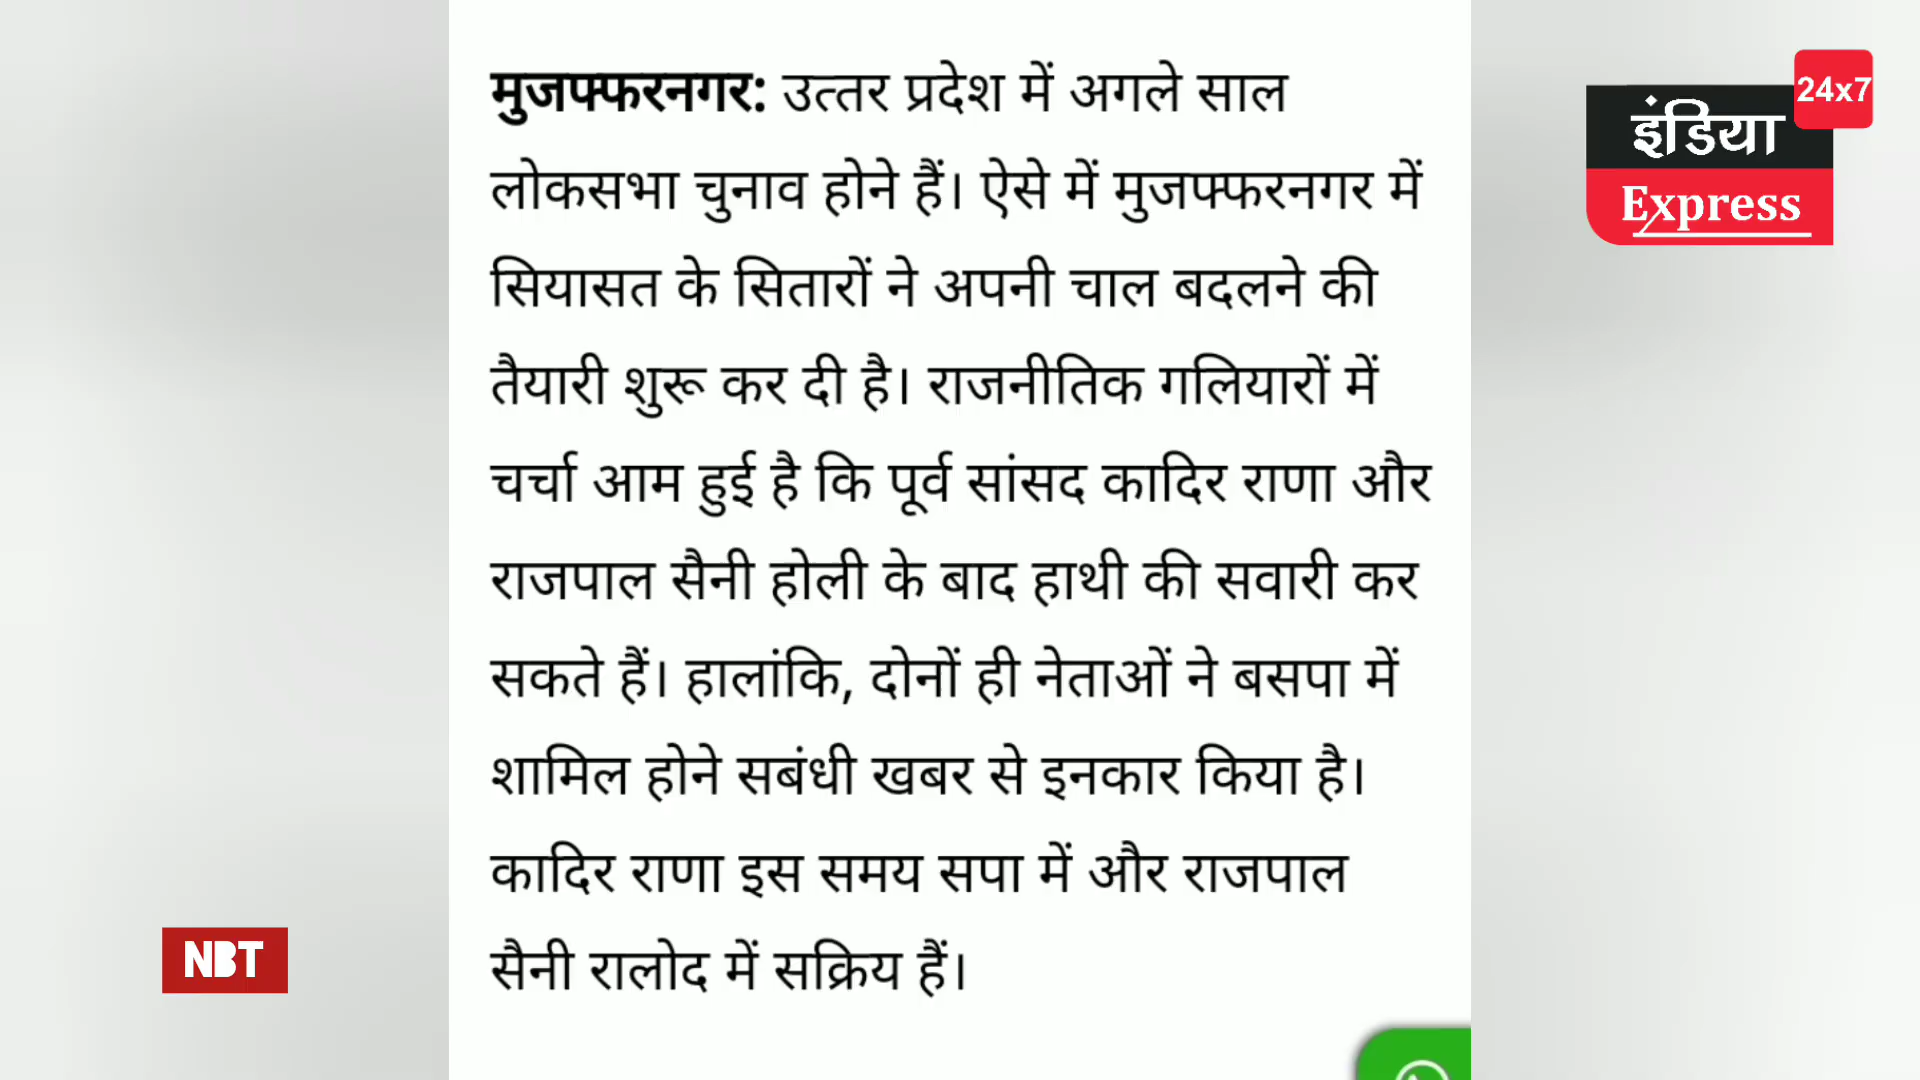 मुजफ्फरनगर: उत्तर प्रदेश में अगले साल
लोकसभा चुनाव होने हैं। ऐसे में मुजफ्फरनगर में
सियासत के सितारों ने अपनी चाल बदलने की
तैयारी शुरू कर दी है। राजनीतिक गलियारों में
चर्चा आम हुई है कि पूर्व सांसद कादिर राणा और
राजपाल सैनी होली के बाद हाथी की सवारी कर
सकते हैं। हालांकि, दोनों ही नेताओं ने बसपा में
शामिल होने सबंधी खबर से इनकार किया है।
कादिर राणा इस समय सपा में और राजपाल
सैनी रालोद में सक्रिय हैं।
24x7
इंडिया
Express
NBT